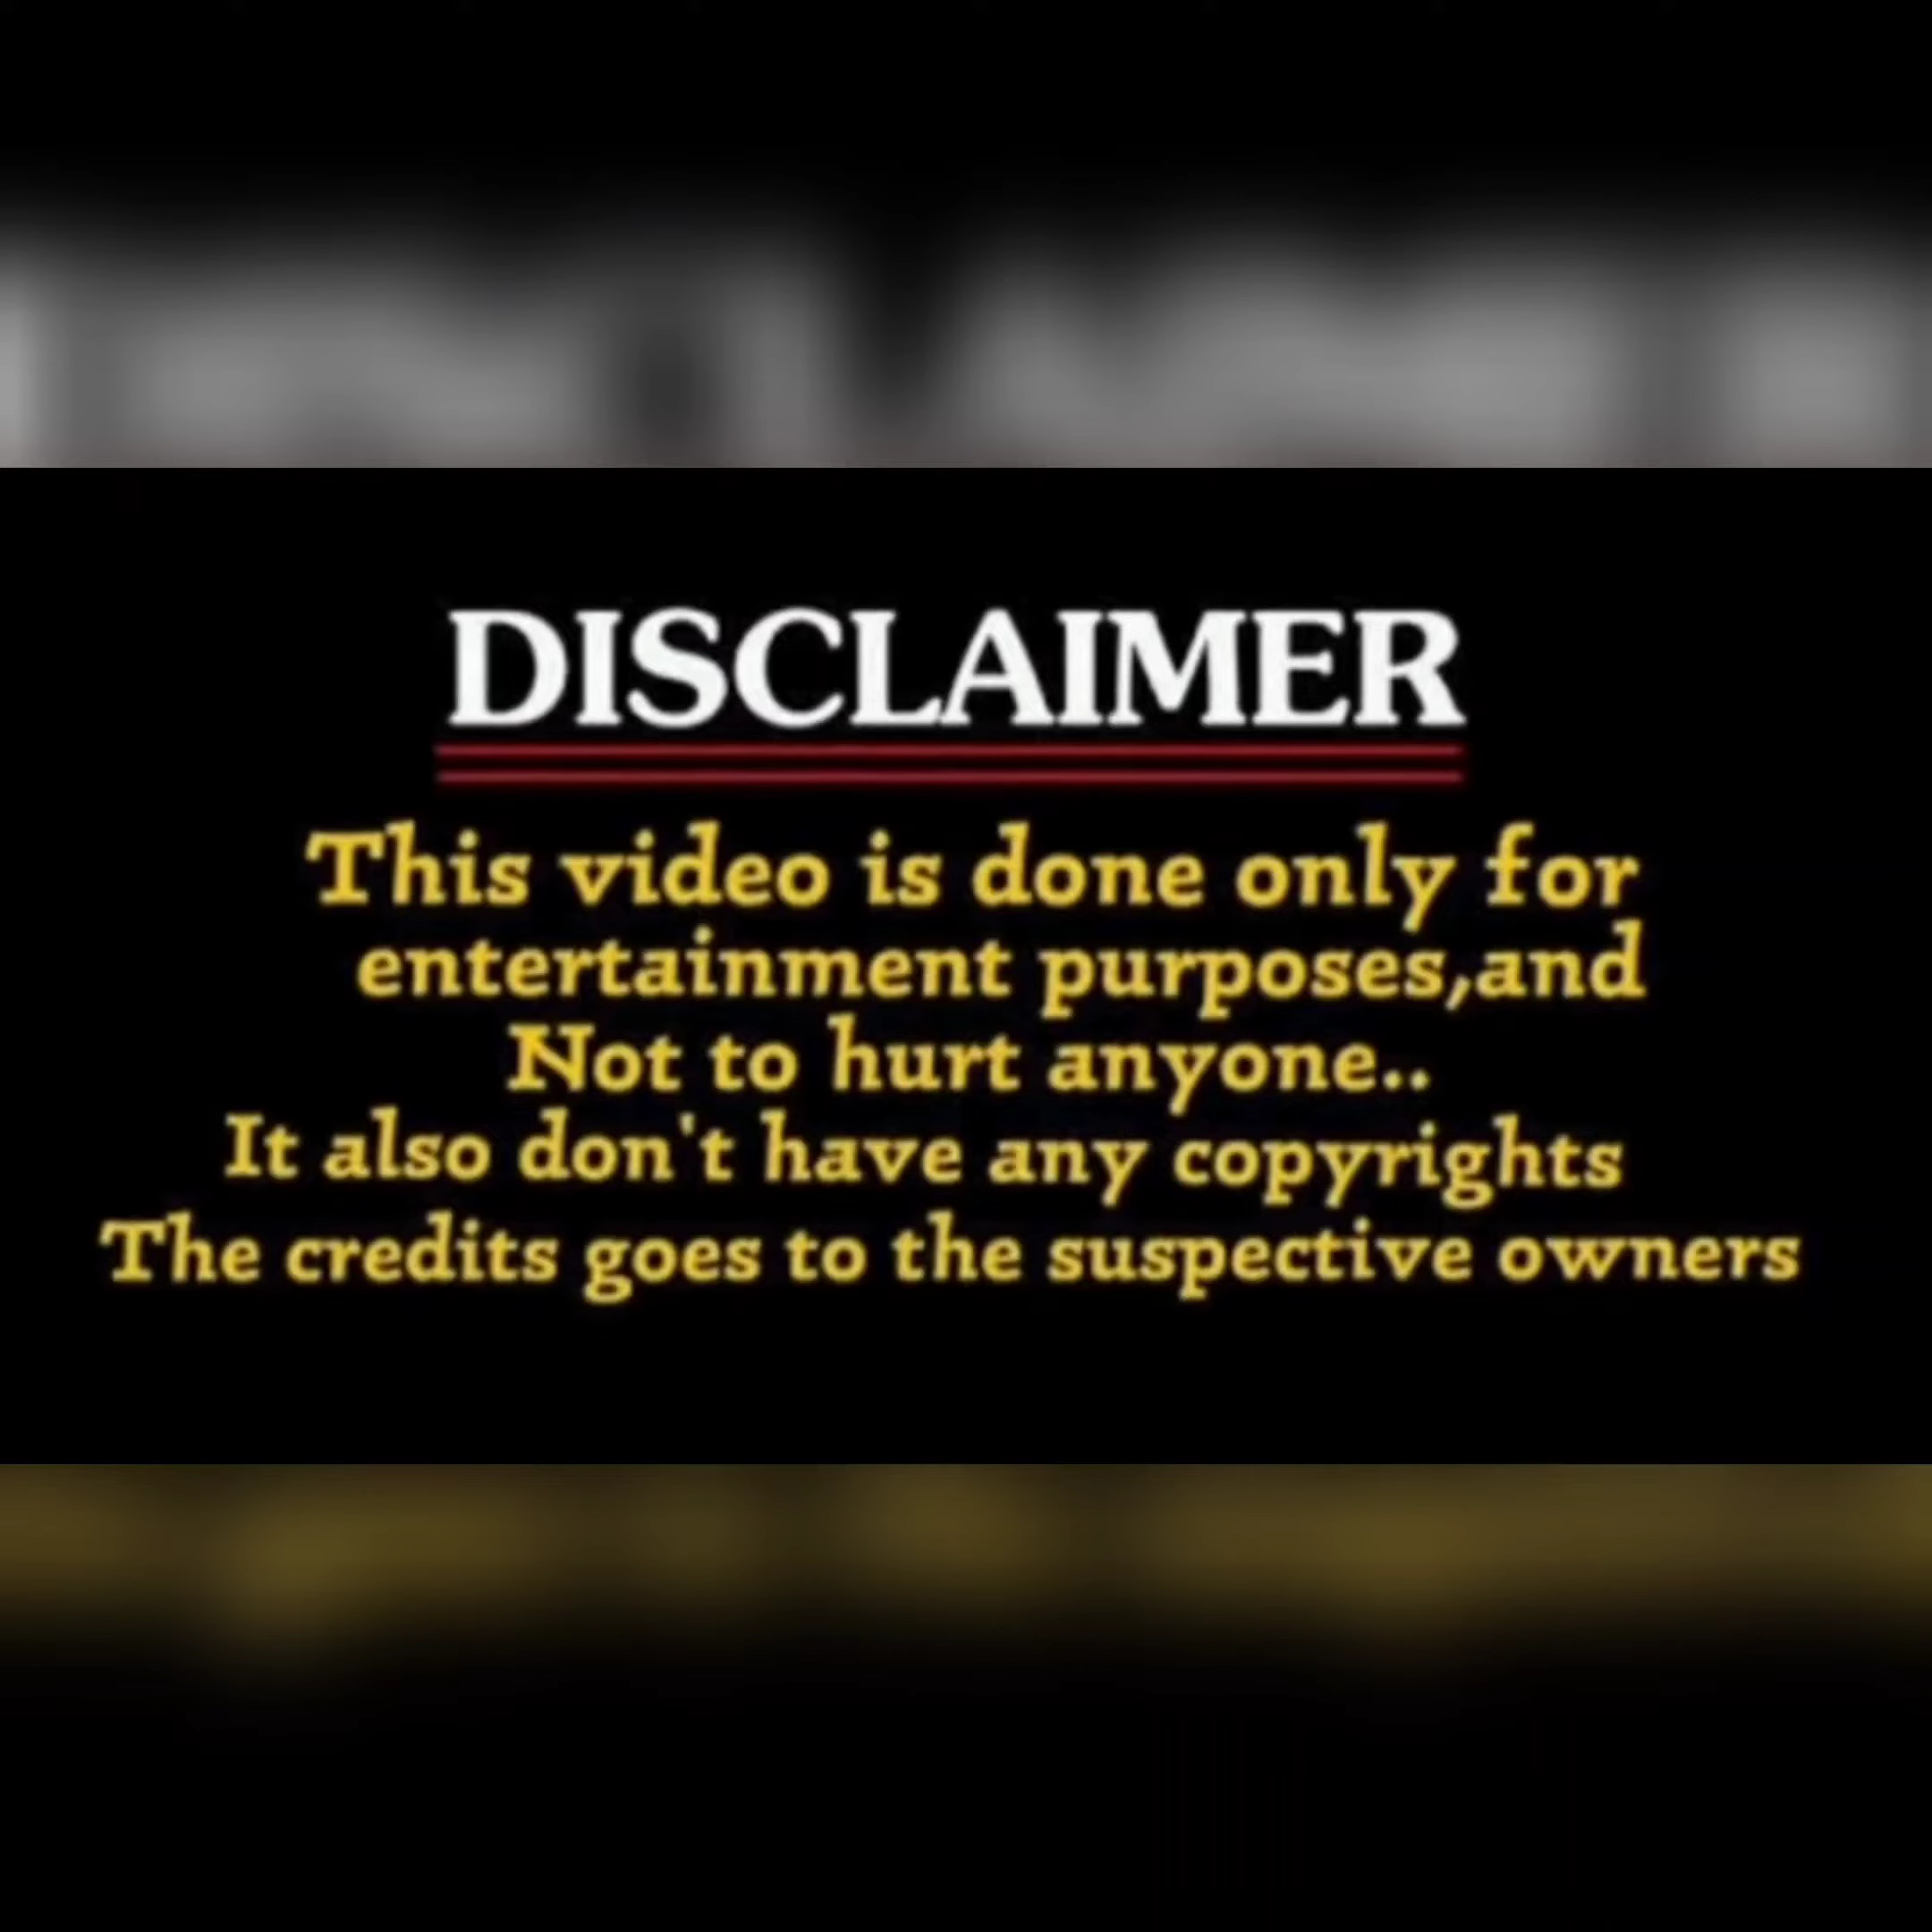 DISCLAIMER
This video is done only for
entertainment purposes,and
Not to hurt anyone..
It also don't have any copyrights
The credits goes to the suspective owners